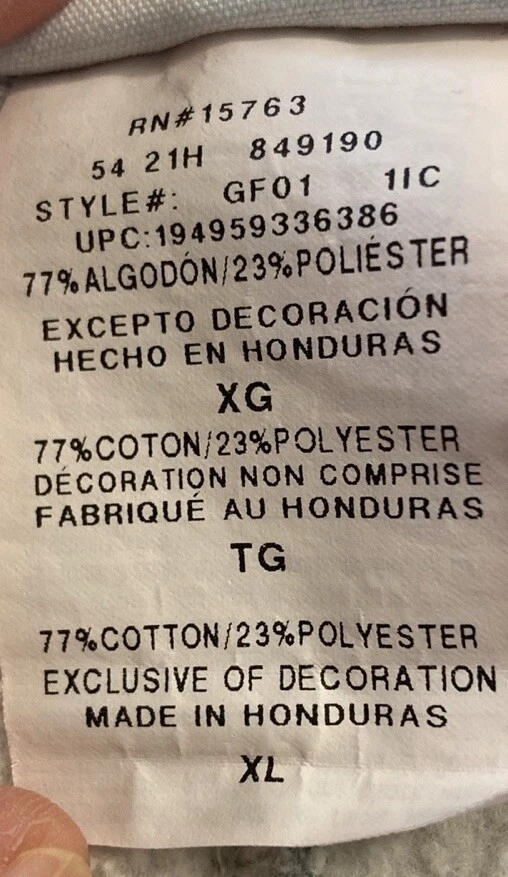 RN#15763
54 21H 849190
STYLE#: GF01 1IC
UPC:194959336386
77%ALGODÓN/23%POLIÉSTER
EXCEPTO DECORACIÓN
HECHO EN HONDURAS
XG
77%COTON/23%POLYESTER
DÉCORATION NON COMPRISE
FABRIQUÉ AU HONDURAS
TG
77%COTTON/23%POLYESTER
EXCLUSIVE OF DECORATION
MADE IN HONDURAS
XL